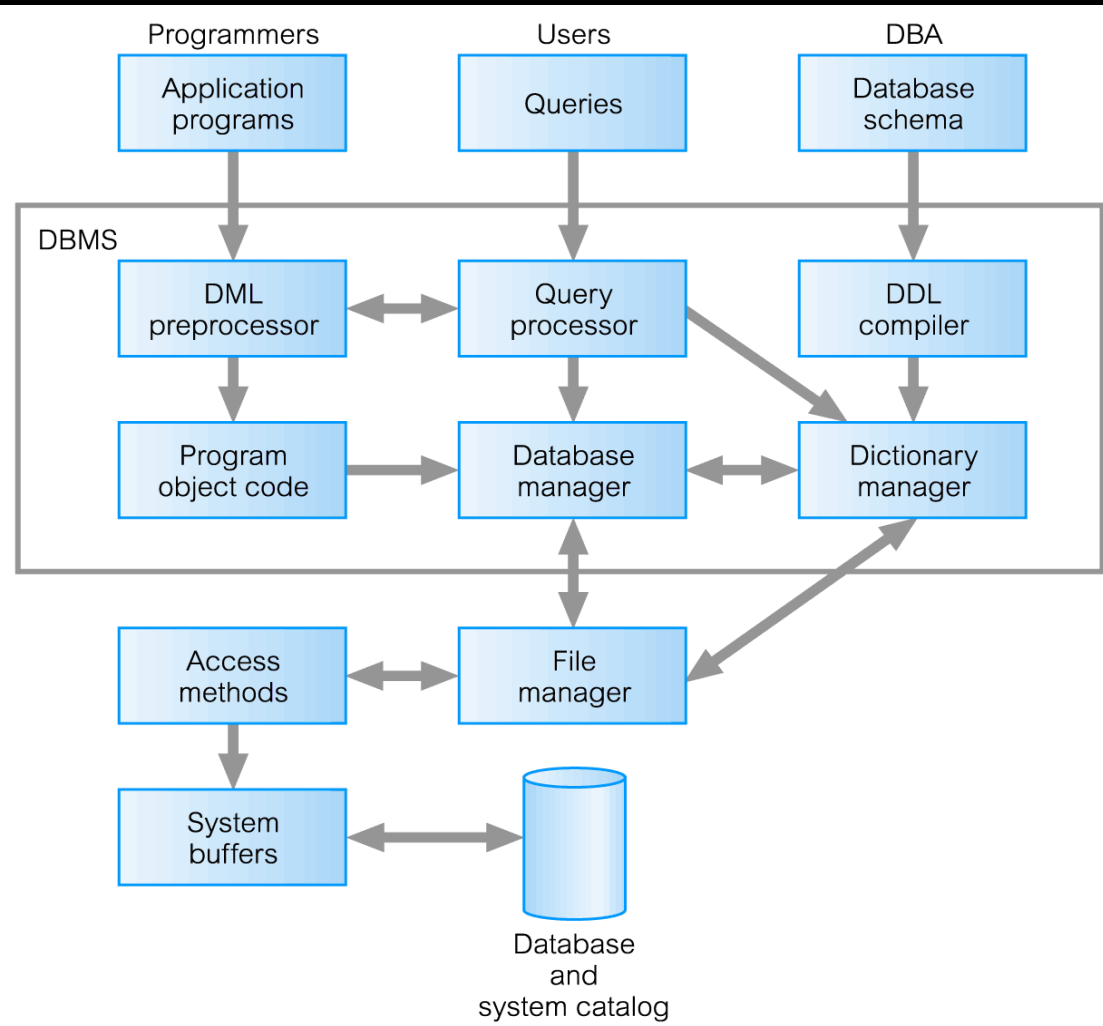 Programmers
Users
DBA
Application
programs
Queries
Database
schema
DBMS
DML
preprocessor
Query
processor
DDL
compiler
Program
object code
Database
manager
Dictionary
manager
Access
methods
File
manager
System
buffers
Database
and
system catalog